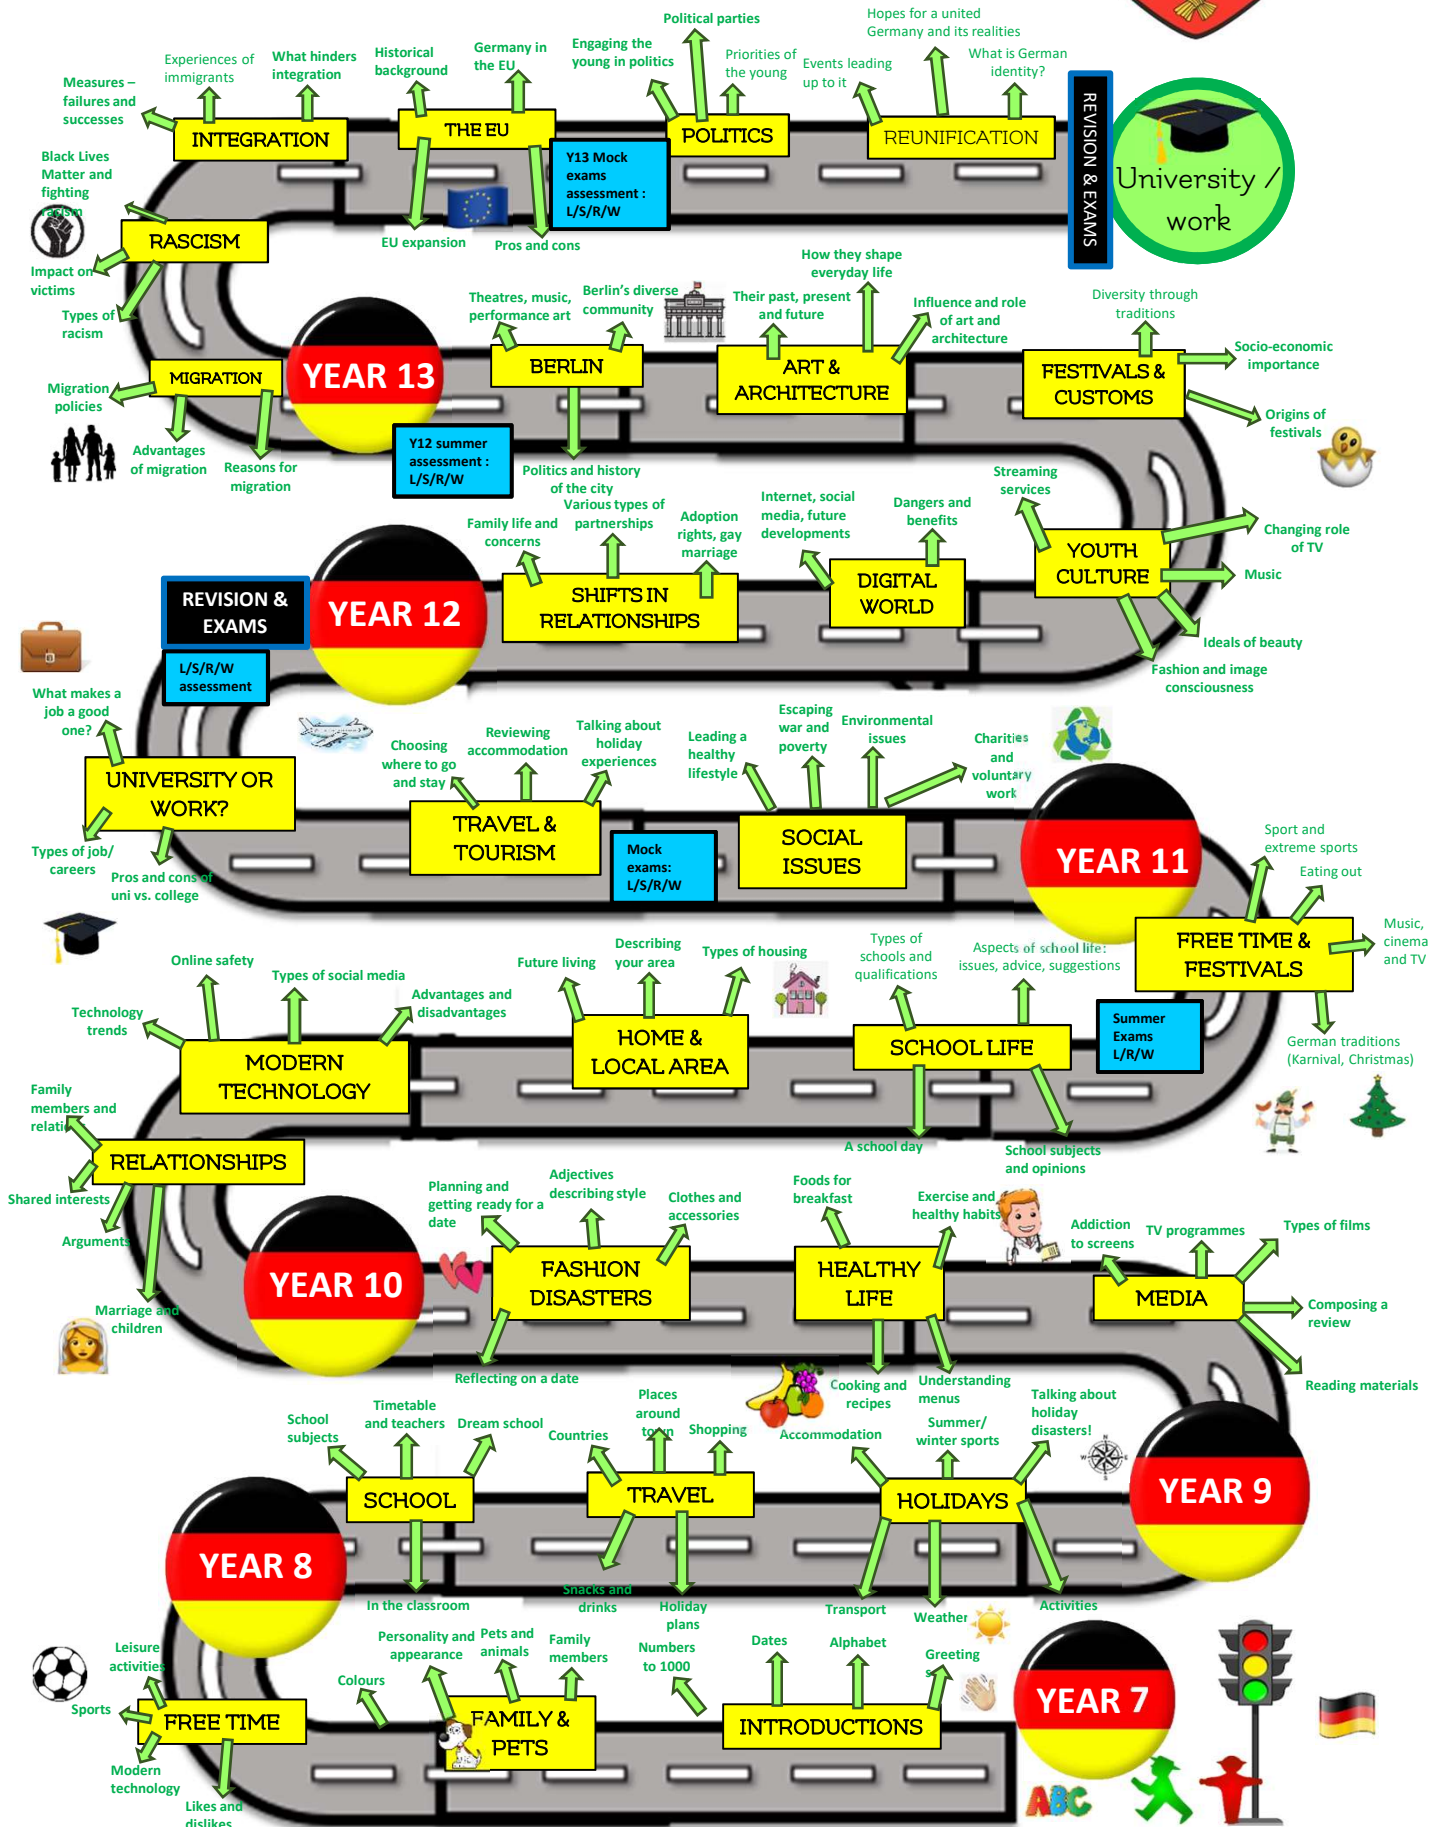 Political parties
Hopes for a united
Germany and its realities
Engaging the
young in politics
Priorities of
the young
Events leading
up to it
What is German
identity?
Germany in
the EU
Historical
background
What hinders
integration
Experiences of
immigrants
Measures –
failures and
successes
INTEGRATION
THE EU
POLITICS
REUNIFICATION
REVISION & EXAMS
University /
work
Y13 Mock
exams
assessment :
L/S/R/W
Black Lives
Matter and
fighting
racism
RASCISM
EU expansion
Pros and cons
Impact on
victims
Types of
racism
How they shape
everyday life
Theatres, music,
performance art
Berlin's diverse
community
Their past, present
and future
Influence and role
of art and
architecture
Diversity through
traditions
Socio-economic
importance
Origins of
festivals
MIGRATION
YEAR 13
BERLIN
ART &
ARCHITECTURE
FESTIVALS &
CUSTOMS
Migration
policies
Advantages
of migration
Reasons for
migration
Y12 summer
assessment :
L/S/R/W
Politics and history
of the city
Family life and
concerns
Various types of
partnerships
Adoption
rights, gay
marriage
Internet, social
media, future
developments
Dangers and
benefits
Streaming
services
Changing role
of TV
Music
Ideals of beauty
Fashion and image
consciousness
REVISION &
EXAMS
YEAR 12
SHIFTS IN
RELATIONSHIPS
DIGITAL
WORLD
YOUTH
CULTURE
L/S/R/W
assessment
What makes a
job a good
one?
Choosing
where to go
and stay
Reviewing
accommodation
Talking about
holiday
experiences
Leading a
healthy
lifestyle
Escaping
war and
poverty
Environmental
issues
Charities
and
voluntary
work
UNIVERSITY OR
WORK?
TRAVEL &
TOURISM
Mock
exams:
L/S/R/W
SOCIAL
ISSUES
YEAR 11
Types of job/
careers
Pros and cons of
uni vs. college
Sport and
extreme sports
Eating out
Music,
cinema
and TV
FREE TIME &
FESTIVALS
German traditions
(Karnival, Christmas)
Online safety
Types of social media
Technology
trends
Advantages and
disadvantages
Future living
Describing
your area
Types of housing
Types of
schools and
qualifications
Aspects of school life:
issues, advice, suggestions
MODERN
TECHNOLOGY
HOME &
LOCAL AREA
SCHOOL LIFE
Summer
Exams
L/R/W
A school day
School subjects
and opinions
Family
members and
RELATIONSHIPS
Shared interests
Arguments
Marriage and
children
Planning and
getting ready for a
date
Adjectives
describing style
Clothes and
accessories
Foods for
breakfast
Exercise and
healthy habits
Addiction
to screens
TV programmes
Types of films
YEAR 10
FASHION
DISASTERS
HEALTHY
LIFE
MEDIA
Composing a
review
Reading materials
Reflecting on a date
Cooking and
recipes
Understanding
menus
School
subjects
Timetable
and teachers
Dream school
Countries
Places
around
town
Shopping
Accommodation
Summer/
winter sports
Talking about
holiday
disasters!
N
E
S
W
YEAR 8
SCHOOL
TRAVEL
HOLIDAYS
YEAR 9
In the classroom
Snacks and
drinks
Holiday
plans
Transport
Weather
Activities
Leisure
activities
Sports
FREE TIME
Modern
technology
Likes and
dislikes
Colours
Personality and
appearance
Pets and
animals
Family
members
FAMILY &
PETS
Numbers
to 1000
Dates
Alphabet
Greeting
s
INTRODUCTIONS
YEAR 7
ABC